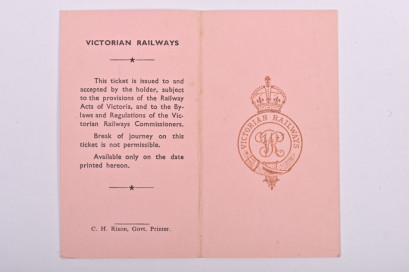 VICTORIAN RAILWAYS
This ticket is issued to and
accepted by the holder, subject
to the provisions of the Railway
Acts of Victoria, and to the By-
laws and Regulations of the Vic-
torian Railways Commissioners.
Break of journey on this
ticket is not permissible.
Available only on the date
printed hereon.
C. H. Rixon, Govt. Printer.
VICTORIAN RAILWAYS
VR